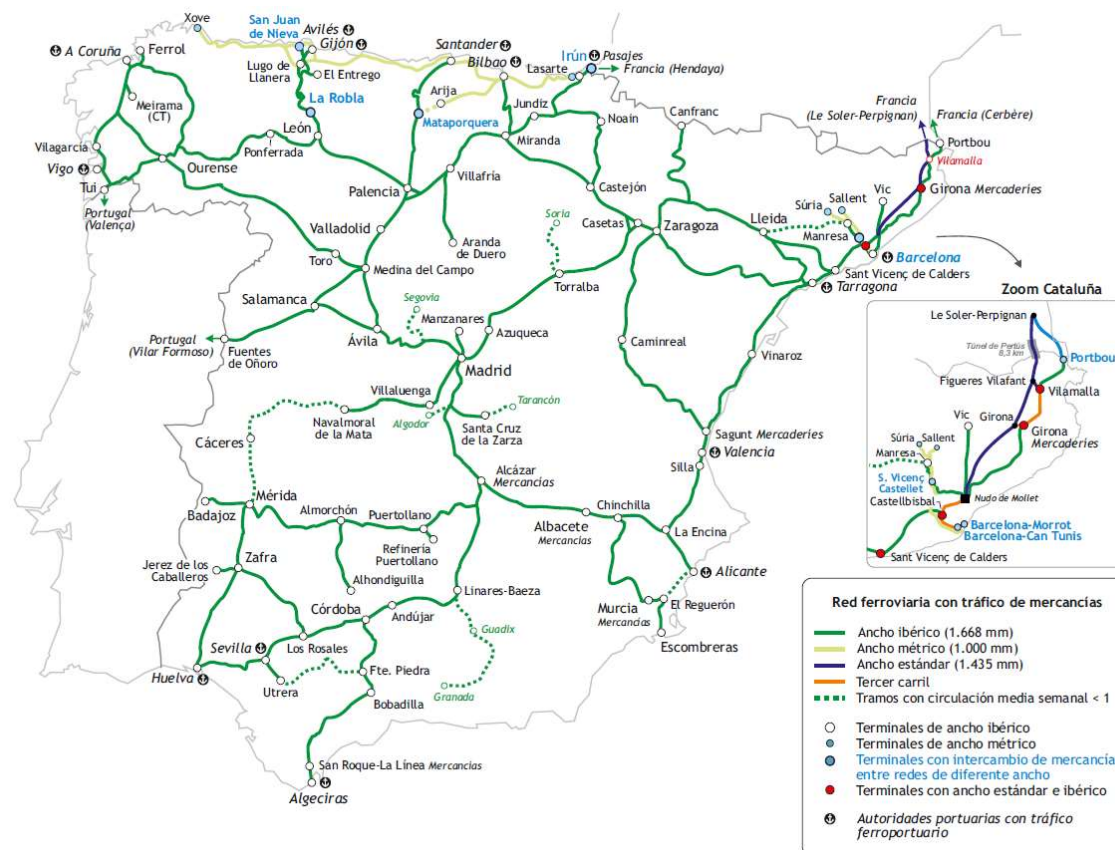 Xove
San Juan
de Nieva
Avilés
Gijón
A Coruña
Ferrol
Lugo de
Llanera
El Entrego
Santander
Bilbao
Irún
Pasajes
Lasarte
Francia (Hendaya)
Meirama
(CT)
La Robla
Arija
Mataporquera
Jundiz
Noain
Canfranc
Francia
(Le Soler-Perpignan)
Francia (Cerbère)
Portbou
Vilamalla
Vilagarcía
Vigo
Tui
Portugal
(Valença)
Ourense
Ponferrada
León
Miranda
Palencia
Villafría
Castejón
Girona Mercaderies
Vic
Sallent
Súria
Manresa
Lleida
Casetas
Zaragoza
Soria
Barcelona
Sant Vicenç de Calders
Tarragona
Valladolid
Toro
Aranda
de Duero
Medina del Campo
Torralba
Salamanca
Segovia
Manzanares
Azuqueca
Portugal
(Vilar Formoso)
Fuentes
de Oñoro
Ávila
Madrid
Caminreal
Vinaroz
Villaluenga
Navalmoral
de la Mata
Algodor
Tarancón
Santa Cruz
de la Zarza
Cáceres
Sagunt Mercaderies
Valencia
Silla
Alcázar
Mercancías
Mérida
Badajoz
Almorchón
Puertollano
Refinería
Puertollano
Chinchilla
Albacete
Mercancías
La Encina
Zafra
Jerez de los
Caballeros
Alhondiguilla
Linares-Baeza
Alicante
Córdoba
Andújar
Murcia
Mercancías
El Reguerón
Escombreras
Guadix
Granada
Sevilla
Los Rosales
Huelva
Utrera
Fte. Piedra
Bobadilla
San Roque-La Línea Mercancías
Algeciras
Zoom Cataluña
Le Soler-Perpignan
Túnel de Pertús
8,3 km
Portbou
Figueres Vilafant
Vilamalla
Vic
Girona
Girona
Mercaderies
Súria
Sallent
Manresa
S. Vicenç
Castellet
Castellbisbal
Nudo de Mollet
Barcelona-Morrot
Barcelona-Can Tunis
Sant Vicenç de Calders
Red ferroviaria con tráfico de mercancías
Ancho ibérico (1.668 mm)
Ancho métrico (1.000 mm)
Ancho estándar (1.435 mm)
Tercer carril
Tramos con circulación media semanal < 1
Terminales de ancho ibérico
Terminales de ancho métrico
Terminales con intercambio de mercancía
entre redes de diferente ancho
Terminales con ancho estándar e ibérico
Autoridades portuarias con tráfico
ferroportuario